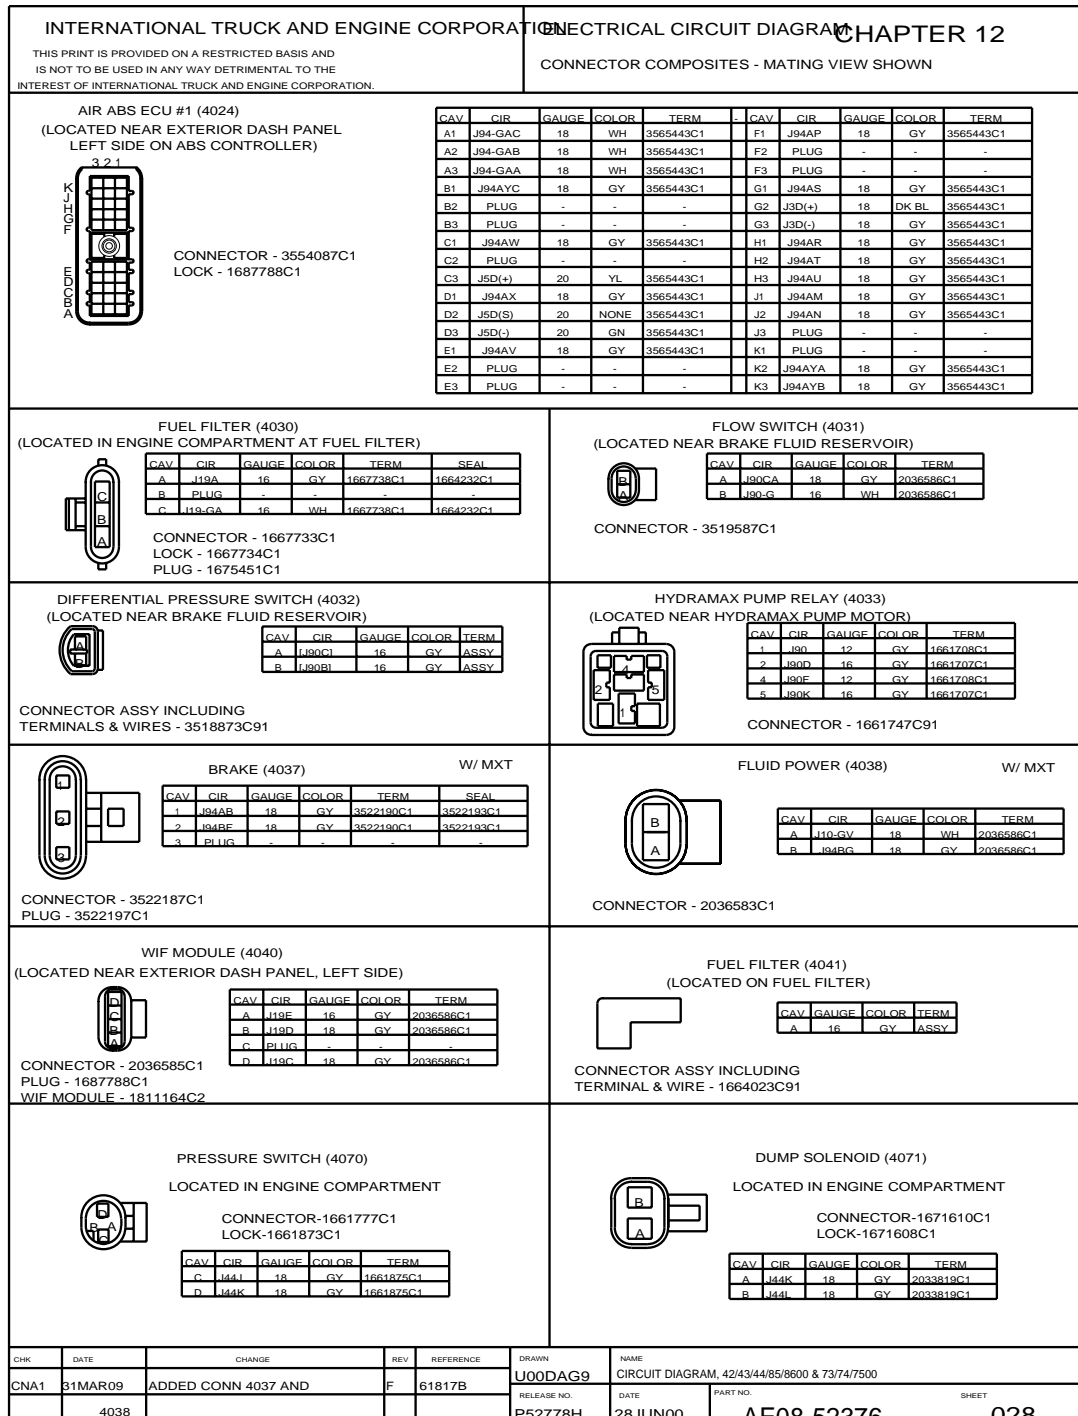 INTERNATIONAL TRUCK AND ENGINE CORPORATION
ELECTRICAL CIRCUIT DIAGRAM
CHAPTER 12
THIS PRINT IS PROVIDED ON A RESTRICTED BASIS AND
IS NOT TO BE USED IN ANY WAY DETRIMENTAL TO THE
INTEREST OF INTERNATIONAL TRUCK AND ENGINE CORPORATION.
CONNECTOR COMPOSITES - MATING VIEW SHOWN
AIR ABS ECU #1 (4024)
(LOCATED NEAR EXTERIOR DASH PANEL
LEFT SIDE ON ABS CONTROLLER)
3 2 1
K
J
H
G
F
E
D
C
B
A
CONNECTOR - 3554087C1
LOCK - 1687788C1
CAV CIR GAUGE COLOR TERM - CAV CIR GAUGE COLOR TERM
A1 J94-GAC 18 WH 3565443C1 F1 J94AP 18 GY 3565443C1
A2 J94-GAB 18 WH 3565443C1 F2 PLUG - - -
A3 J94-GAA 18 WH 3565443C1 F3 PLUG - - -
B1 J94AYC 18 GY 3565443C1 G1 J94AS 18 GY 3565443C1
B2 PLUG - - - G2 J3D(+) 18 DK BL 3565443C1
B3 PLUG - - - G3 J3D(-) 18 GY 3565443C1
C1 J94AW 18 GY 3565443C1 H1 J94AR 18 GY 3565443C1
C2 PLUG - - - H2 J94AT 18 GY 3565443C1
C3 J5D(+) 20 YL 3565443C1 H3 J94AU 18 GY 3565443C1
D1 J94AX 18 GY 3565443C1 J1 J94AM 18 GY 3565443C1
D2 J5D(S) 20 NONE 3565443C1 J2 J94AN 18 GY 3565443C1
D3 J5D(-) 20 GN 3565443C1 J3 PLUG - - -
E1 J94AV 18 GY 3565443C1 K1 PLUG - - -
E2 PLUG - - - K2 J94AYA 18 GY 3565443C1
E3 PLUG - - - K3 J94AYB 18 GY 3565443C1
FUEL FILTER (4030)
(LOCATED IN ENGINE COMPARTMENT AT FUEL FILTER)
C
B
A
CAV CIR GAUGE COLOR TERM SEAL
A J19A 16 GY 1667738C1 1664232C1
B PLUG - - - -
C J19-GA 16 WH 1667738C1 1664232C1
CONNECTOR - 1667733C1
LOCK - 1667734C1
PLUG - 1675451C1
FLOW SWITCH (4031)
(LOCATED NEAR BRAKE FLUID RESERVOIR)
B
A
CAV CIR GAUGE COLOR TERM
A J90CA 18 GY 2036586C1
B J90-G 16 WH 2036586C1
CONNECTOR - 3519587C1
DIFFERENTIAL PRESSURE SWITCH (4032)
(LOCATED NEAR BRAKE FLUID RESERVOIR)
A
B
CAV CIR GAUGE COLOR TERM
A [J90C] 16 GY ASSY
B [J90B] 16 GY ASSY
CONNECTOR ASSY INCLUDING
TERMINALS & WIRES - 3518873C91
HYDRAMAX PUMP RELAY (4033)
(LOCATED NEAR HYDRAMAX PUMP MOTOR)
4
2 5
1
CAV CIR GAUGE COLOR TERM
1 J90 12 GY 1661708C1
2 J90D 16 GY 1661707C1
4 J90E 12 GY 1661708C1
5 J90K 16 GY 1661707C1
CONNECTOR - 1661747C91
BRAKE (4037)
W/ MXT
1
2
3
CAV CIR GAUGE COLOR TERM SEAL
1 J94AB 18 GY 3522190C1 3522193C1
2 J94BE 18 GY 3522190C1 3522193C1
3 PLUG - - - -
CONNECTOR - 3522187C1
PLUG - 3522197C1
FLUID POWER (4038)
W/ MXT
B
A
CAV CIR GAUGE COLOR TERM
A J10-GV 18 WH 2036586C1
B J94BG 18 GY 2036586C1
CONNECTOR - 2036583C1
WIF MODULE (4040)
(LOCATED NEAR EXTERIOR DASH PANEL, LEFT SIDE)
D
C
B
A
CAV CIR GAUGE COLOR TERM
A J19E 16 GY 2036586C1
B J19D 18 GY 2036586C1
C PLUG - - -
D J19C 18 GY 2036586C1
CONNECTOR - 2036585C1
PLUG - 1687788C1
WIF MODULE - 1811164C2
FUEL FILTER (4041)
(LOCATED ON FUEL FILTER)
CAV GAUGE COLOR TERM
A 16 GY ASSY
CONNECTOR ASSY INCLUDING
TERMINAL & WIRE - 1664023C91
PRESSURE SWITCH (4070)
LOCATED IN ENGINE COMPARTMENT
D
B A
C
CONNECTOR-1661777C1
LOCK-1661873C1
CAV CIR GAUGE COLOR TERM
C J44J 18 GY 1661875C1
D J44K 18 GY 1661875C1
DUMP SOLENOID (4071)
LOCATED IN ENGINE COMPARTMENT
B
A
CONNECTOR-1671610C1
LOCK-1671608C1
CAV CIR GAUGE COLOR TERM
A J44K 18 GY 2033819C1
B J44L 18 GY 2033819C1
CHK DATE CHANGE REV REFERENCE
CNA1 31MAR09 ADDED CONN 4037 AND F 61817B
4038
DRAWN
U00DAG9
NAME
CIRCUIT DIAGRAM, 42/43/44/85/8600 & 73/74/7500
RELEASE NO. DATE PART NO. SHEET
P52778H 28JUN00 AE08-52376 028